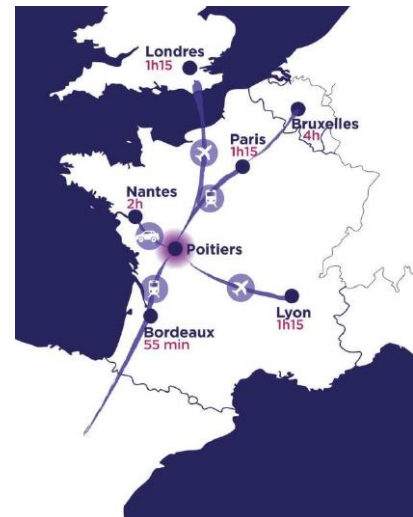 Londres
1h15
Bruxelles
4h
Paris
1h15
Nantes
2h
Poitiers
Lyon
1h15
Bordeaux
55 min